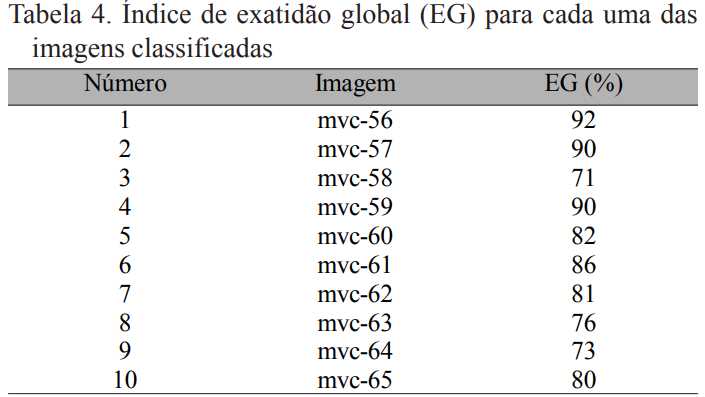 Tabela 4. Índice de exatidão global (EG) para cada uma das
imagens classificadas
Número Imagem EG (%)
1 mvc-56 92
2 mvc-57 90
3 mvc-58 71
4 mvc-59 90
5 mvc-60 82
6 mvc-61 86
7 mvc-62 81
8 mvc-63 76
9 mvc-64 73
10 mvc-65 80